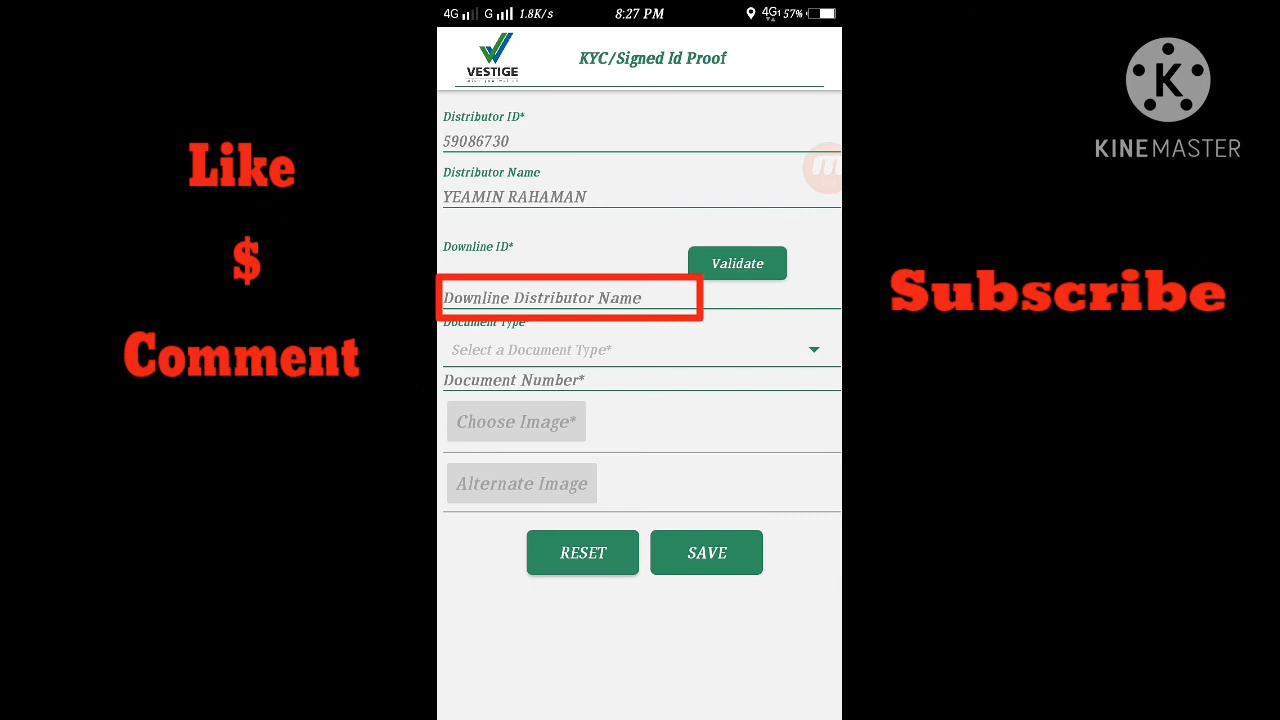 4G G 1.8K/s 8:27 PM 4G 57%
VESTIGE
KYC/Signed Id Proof
K
KINEMASTER
Distributor ID*
59086730
Distributor Name
YEAMIN RAHAMAN
Downline ID*
Validate
Downline Distributor Name
Document Type*
Select a Document Type*
Document Number*
Choose Image*
Alternate Image
RESET SAVE
Like
$
Comment
Subscribe